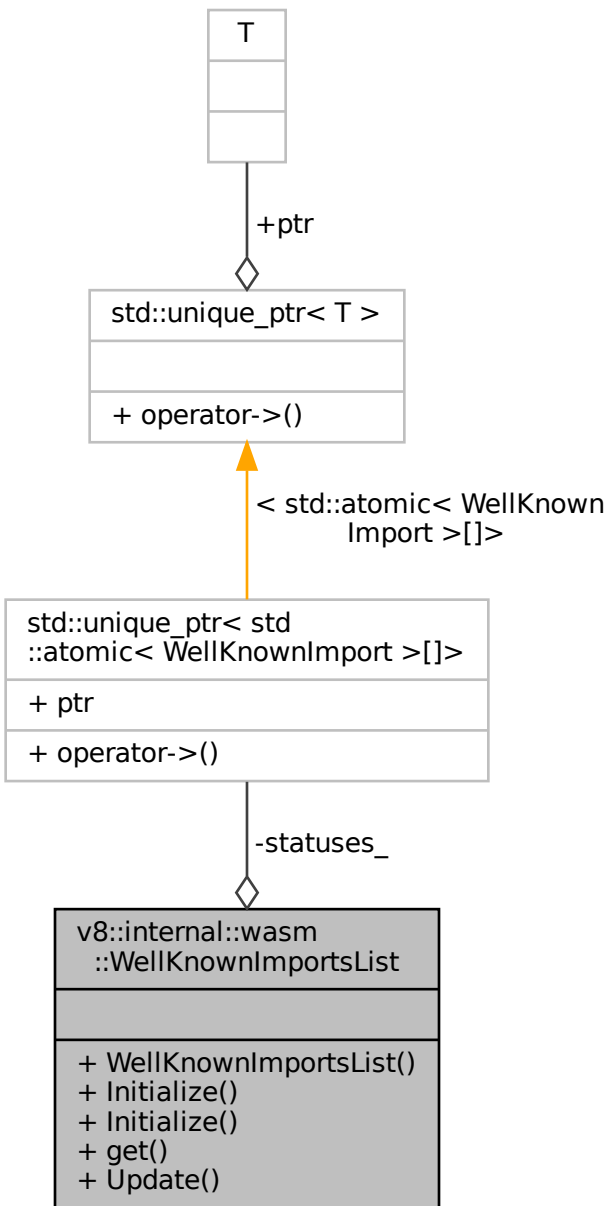 T
+ptr
std::unique_ptr< T >
+ operator->()
< std::atomic< WellKnown
Import >[]>
std::unique_ptr< std
::atomic< WellKnownImport >[]>
+ ptr
+ operator->()
-statuses_
v8::internal::wasm
::WellKnownImportsList
+ WellKnownImportsList()
+ Initialize()
+ Initialize()
+ get()
+ Update()